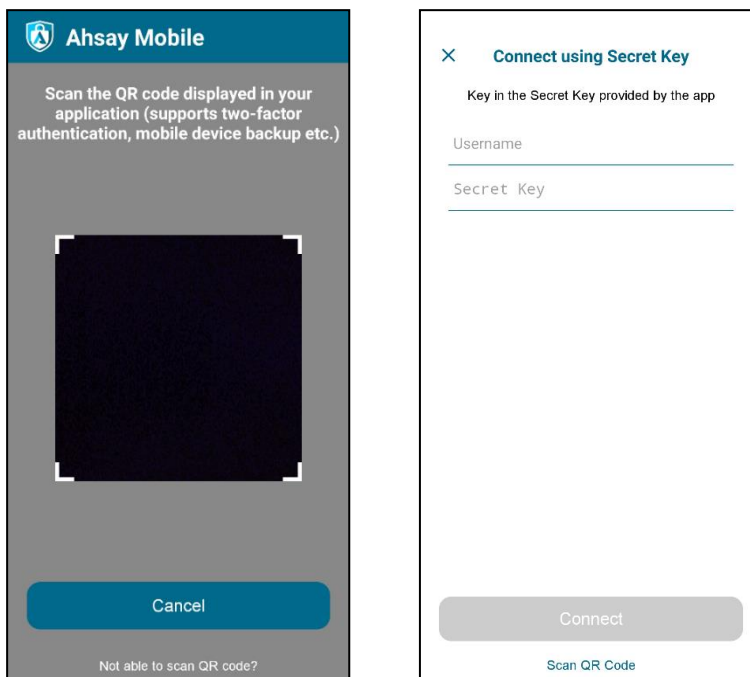 Ahsay Mobile
Scan the QR code displayed in your
application (supports two-factor
authentication, mobile device backup etc.)
Cancel
Not able to scan QR code?
Connect using Secret Key
Key in the Secret Key provided by the app
Username
Secret Key
Connect
Scan QR Code